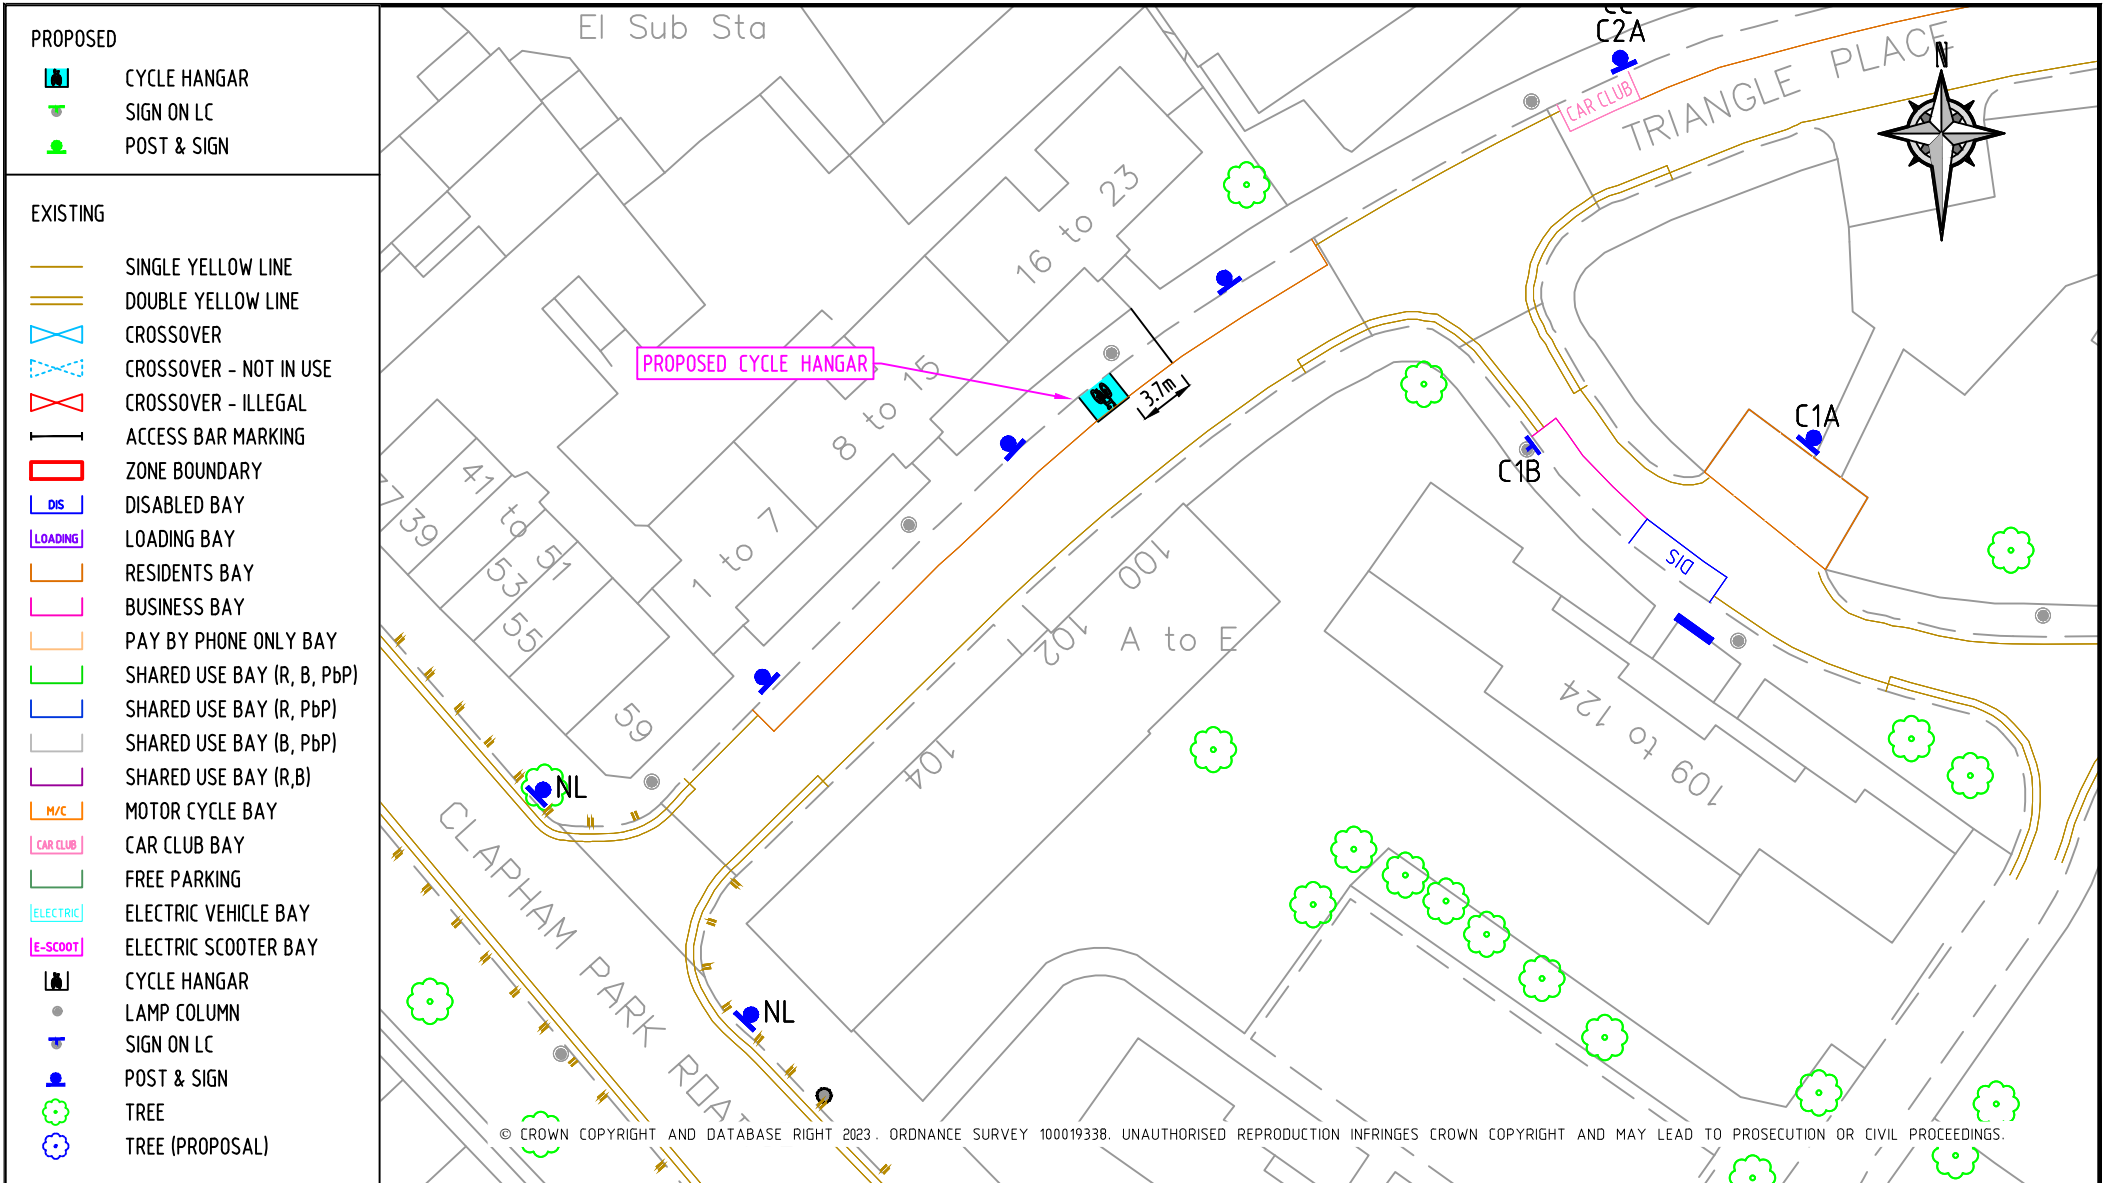 PROPOSED
CYCLE HANGAR
SIGN ON LC
POST & SIGN
EXISTING
SINGLE YELLOW LINE
DOUBLE YELLOW LINE
CROSSOVER
CROSSOVER - NOT IN USE
CROSSOVER - ILLEGAL
ACCESS BAR MARKING
ZONE BOUNDARY
DIS DISABLED BAY
LOADING LOADING BAY
RESIDENTS BAY
BUSINESS BAY
PAY BY PHONE ONLY BAY
SHARED USE BAY (R, B, PbP)
SHARED USE BAY (R, PbP)
SHARED USE BAY (B, PbP)
SHARED USE BAY (R,B)
M/C MOTOR CYCLE BAY
CAR CLUB CAR CLUB BAY
FREE PARKING
ELECTRIC ELECTRIC VEHICLE BAY
E-SCOOT ELECTRIC SCOOTER BAY
CYCLE HANGAR
LAMP COLUMN
SIGN ON LC
POST & SIGN
TREE
TREE (PROPOSAL)
El Sub Sta
C2A
CAR CLUB
TRIANGLE PLACE
N
16 to 23
PROPOSED CYCLE HANGAR
3.7m
8 to 15
C1A
C1B
41 to 51
39
53
55
59
1 to 7
100
102
A to E
104
DIS
109 to 124
NL
NL
CLAPHAM PARK ROAD
© CROWN COPYRIGHT AND DATABASE RIGHT 2023. ORDNANCE SURVEY 100019338. UNAUTHORISED REPRODUCTION INFRINGES CROWN COPYRIGHT AND MAY LEAD TO PROSECUTION OR CIVIL PROCEEDINGS.